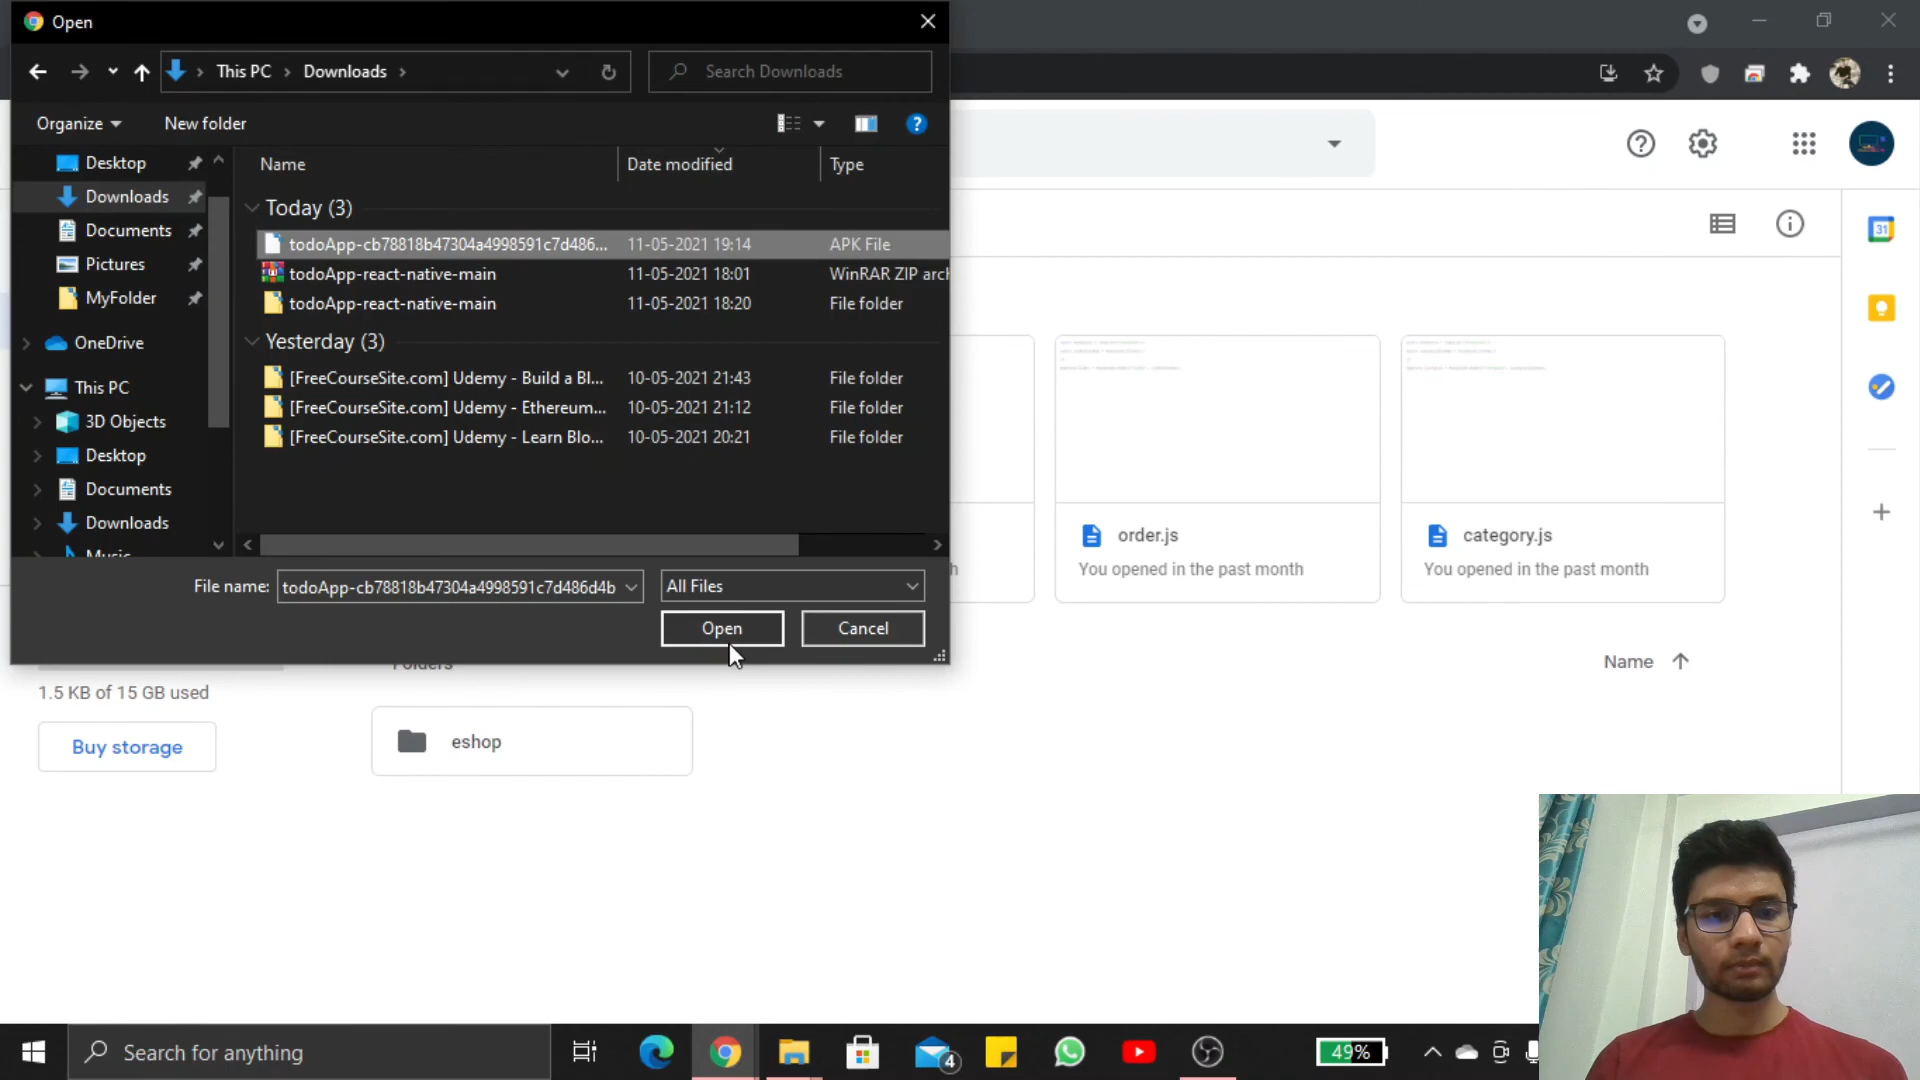 Open
This PC
Downloads
Search Downloads
Organize
New folder
Name
Date modified
Type
Desktop
Downloads
Documents
Pictures
MyFolder
OneDrive
This PC
3D Objects
Desktop
Documents
Downloads
Music
Today (3)
todoApp-cb78818b47304a4998591c7d486... 11-05-2021 19:14 APK File
todoApp-react-native-main 11-05-2021 18:01 WinRAR ZIP arch
todoApp-react-native-main 11-05-2021 18:20 File folder
Yesterday (3)
[FreeCourseSite.com] Udemy - Build a Bl... 10-05-2021 21:43 File folder
[FreeCourseSite.com] Udemy - Ethereum... 10-05-2021 21:12 File folder
[FreeCourseSite.com] Udemy - Learn Blo... 10-05-2021 20:21 File folder
File name: todoApp-cb78818b47304a4998591c7d486d4b All Files
Open Cancel
31
order.js
You opened in the past month
category.js
You opened in the past month
Folders
Name
1.5 KB of 15 GB used
Buy storage
eshop
Search for anything
4
49%